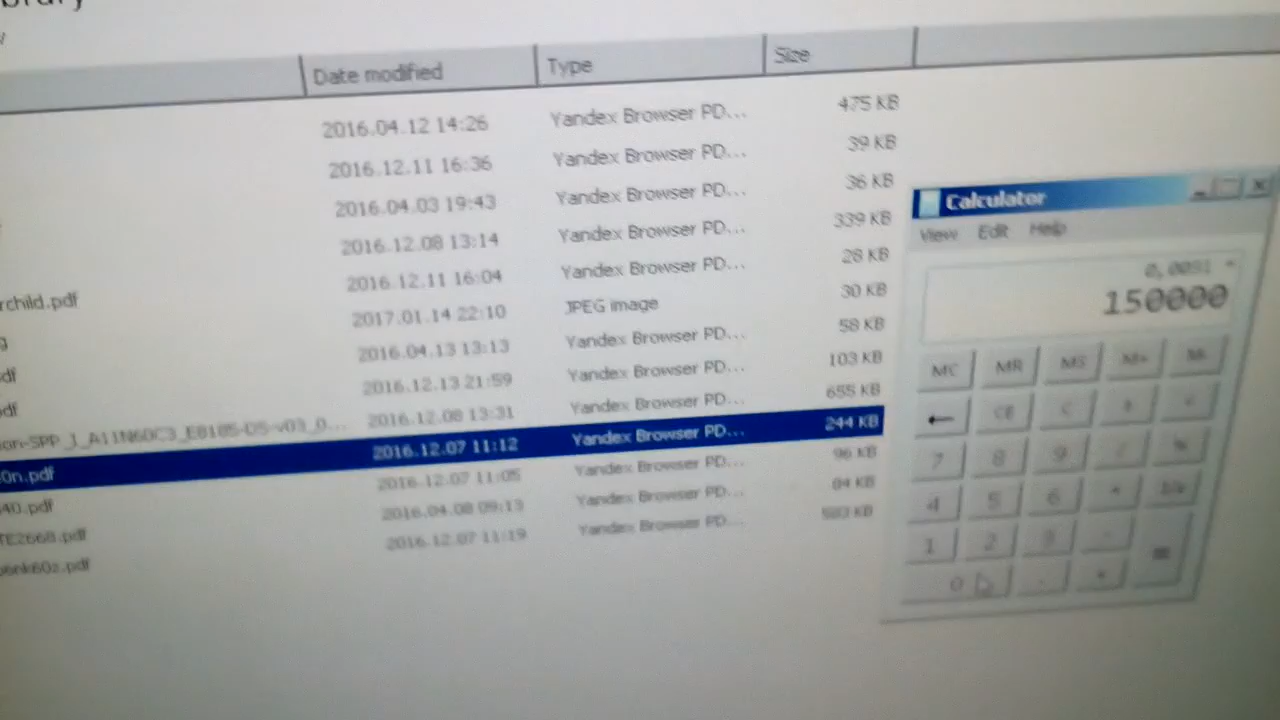 Date modified Type Size
2016.04.12 14:26 Yandex Browser PD... 475 KB
2016.12.11 16:36 Yandex Browser PD... 39 KB
2016.04.03 19:43 Yandex Browser PD... 36 KB
2016.12.08 13:14 Yandex Browser PD... 339 KB
rchild.pdf 2016.12.11 16:04 Yandex Browser PD... 28 KB
g 2017.01.14 22:10 JPEG image 30 KB
df 2016.04.13 13:13 Yandex Browser PD... 58 KB
df 2016.12.13 21:59 Yandex Browser PD... 103 KB
2016.12.08 13:31 Yandex Browser PD... 655 KB
0n.pdf 2016.12.07 11:12 Yandex Browser PD... 244 KB
40.pdf 2016.12.07 11:05 Yandex Browser PD... 96 KB
TE2668.pdf 2016.04.08 09:13 Yandex Browser PD... 84 KB
2016.12.07 11:19 Yandex Browser PD... 583 KB
Calculator
View Edit Help
150000
MC MR MS M+ M-
← CE C
7 8 9 / %
4 5 6 * 1/x
1 2 3 - =
0 . +